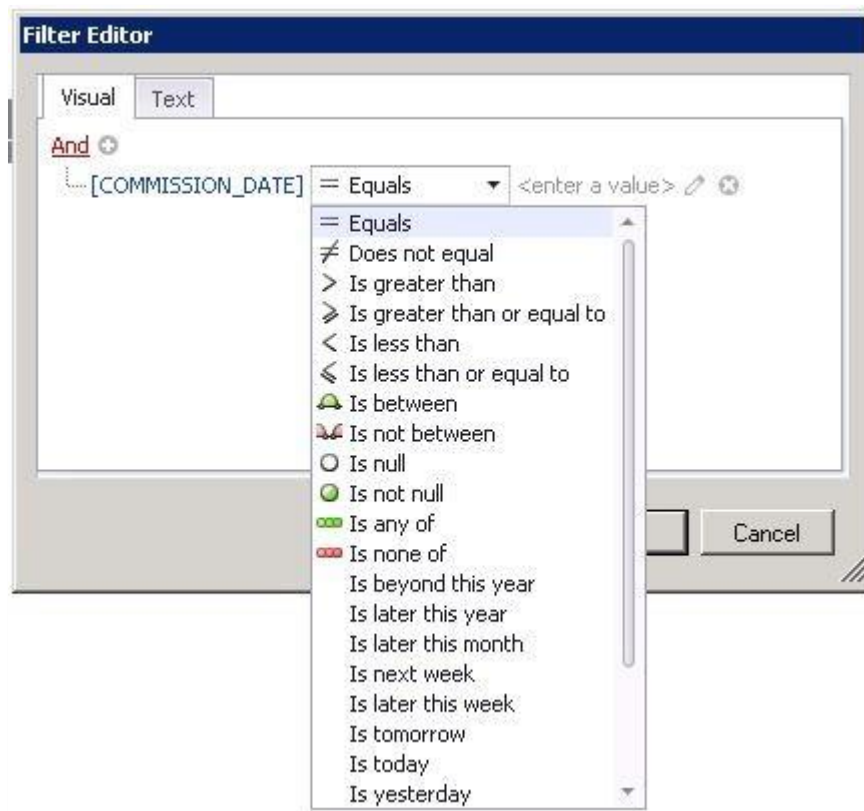 Filter Editor
Visual Text
And
[COMMISSION_DATE] = Equals <enter a value>
= Equals
≠ Does not equal
> Is greater than
⩾ Is greater than or equal to
< Is less than
⩽ Is less than or equal to
Is between
Is not between
Is null
Is not null
Is any of
Is none of
Cancel
Is beyond this year
Is later this year
Is later this month
Is next week
Is later this week
Is tomorrow
Is today
Is yesterday